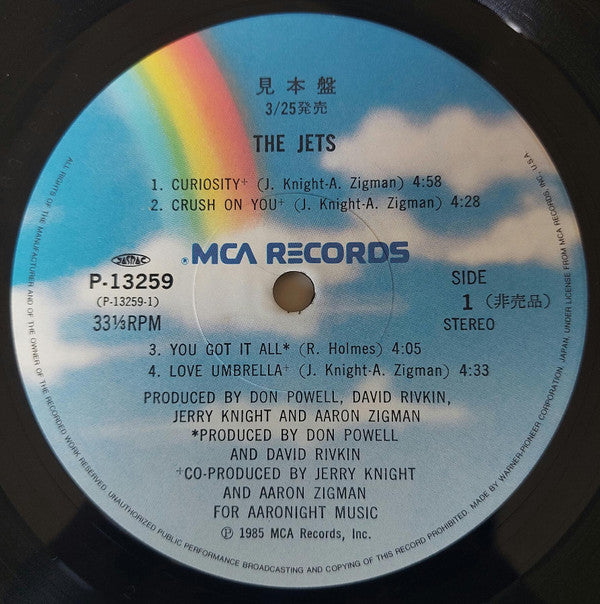 見本盤
3/25発売
THE JETS
1. CURIOSITY+ (J. Knight-A. Zigman) 4:58
2. CRUSH ON YOU+ (J. Knight-A. Zigman) 4:28
JASRAC
® MCA RECORDS
P-13259
(P-13259-1)
33⅓RPM
SIDE
1 (非売品)
STEREO
3. YOU GOT IT ALL* (R. Holmes) 4:05
4. LOVE UMBRELLA+ (J. Knight-A. Zigman) 4:33
PRODUCED BY DON POWELL, DAVID RIVKIN,
JERRY KNIGHT AND AARON ZIGMAN
*PRODUCED BY DON POWELL
AND DAVID RIVKIN
+CO-PRODUCED BY JERRY KNIGHT
AND AARON ZIGMAN
FOR AARONIGHT MUSIC
℗ 1985 MCA Records, Inc.
ALL RIGHTS OF THE MANUFACTURER AND OF THE OWNER OF THE RECORDED WORK RESERVED. UNAUTHORIZED PUBLIC PERFORMANCE BROADCASTING AND COPYING OF THIS RECORD PROHIBITED. MADE BY WARNER-PIONEER CORPORATION, JAPAN, UNDER LICENSE FROM MCA RECORDS, INC., U.S.A.